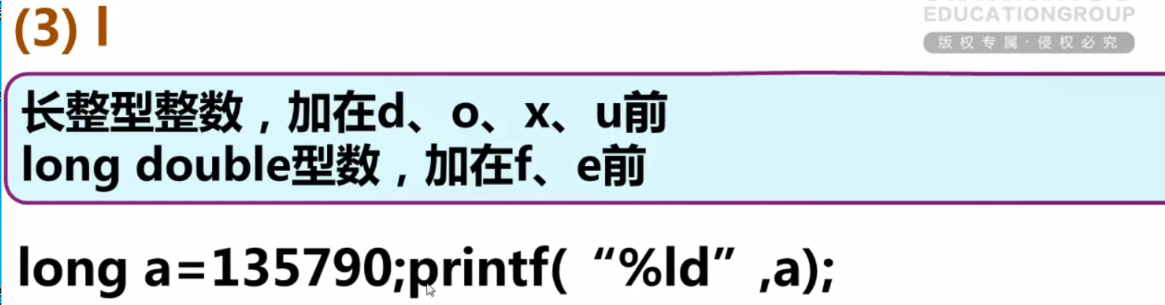 (3) l
EDUCATIONGROUP
版权专属·侵权必究
长整型整数，加在d、o、x、u前
long double型数，加在f、e前
long a=135790;printf( “%ld” ,a);